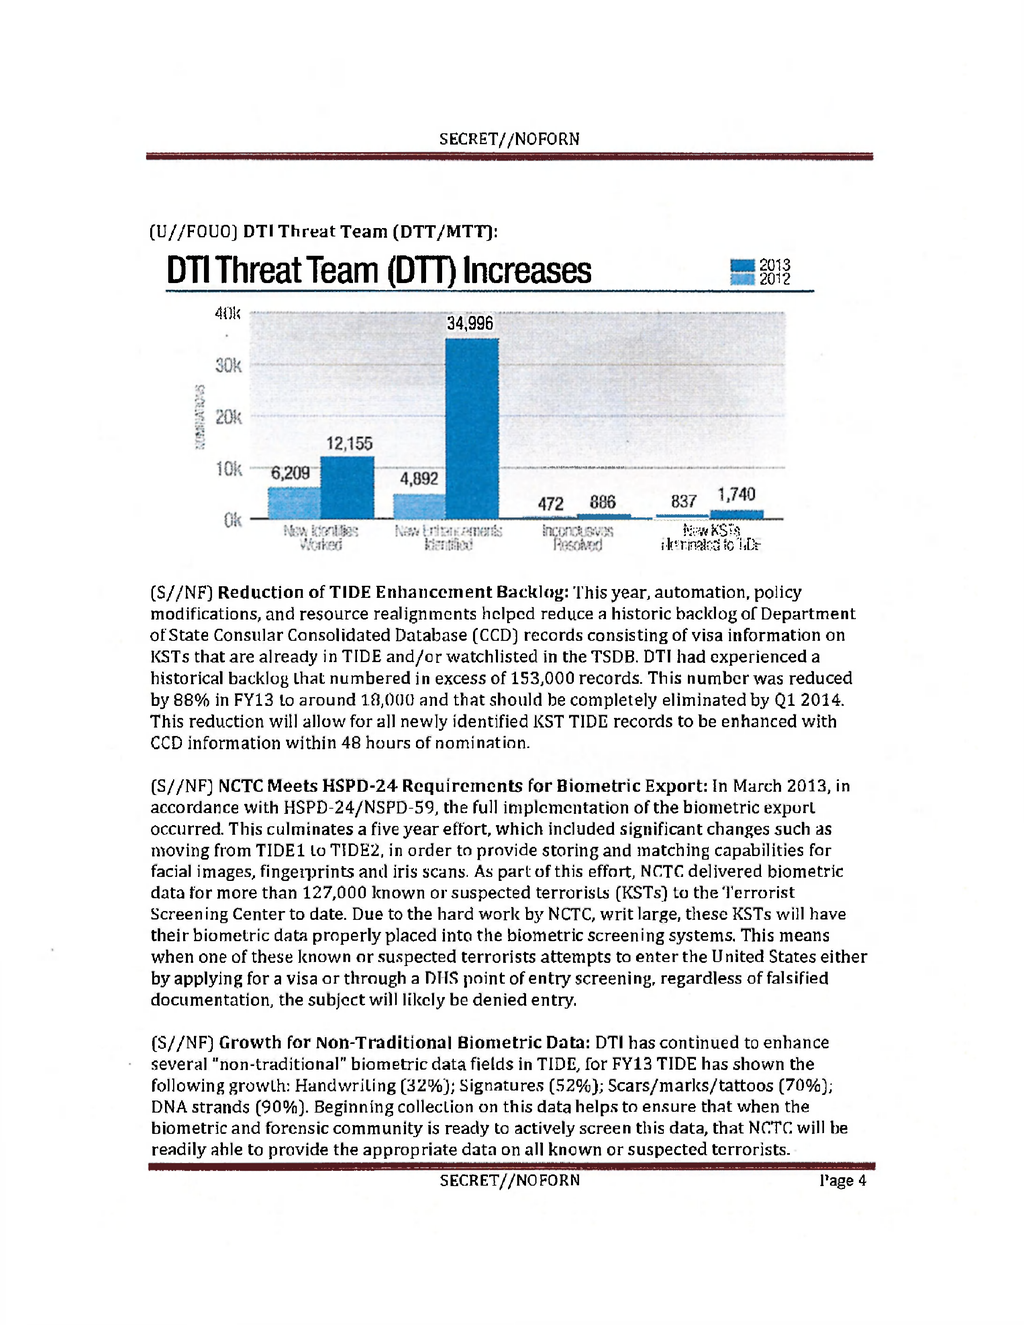 SECRET//NOFORN
(U//FOUO) DTI Threat Team (DTT/MTT):
DTI Threat Team (DTT) Increases
2013
2012
40k
30k
20k
10k
0k
NOMINATIONS
6,209
12,155
4,892
34,996
472
886
837
1,740
New Identities
Worked
New Enhancements
Identified
Inconclusives
Resolved
New KSTs
Nominated to TIDE
(S//NF) Reduction of TIDE Enhancement Backlog: This year, automation, policy
modifications, and resource realignments helped reduce a historic backlog of Department
of State Consular Consolidated Database (CCD) records consisting of visa information on
KSTs that are already in TIDE and/or watchlisted in the TSDB. DTI had experienced a
historical backlog that numbered in excess of 153,000 records. This number was reduced
by 88% in FY13 to around 18,000 and that should be completely eliminated by Q1 2014.
This reduction will allow for all newly identified KST TIDE records to be enhanced with
CCD information within 48 hours of nomination.
(S//NF) NCTC Meets HSPD-24 Requirements for Biometric Export: In March 2013, in
accordance with HSPD-24/NSPD-59, the full implementation of the biometric export
occurred. This culminates a five year effort, which included significant changes such as
moving from TIDE1 to TIDE2, in order to provide storing and matching capabilities for
facial images, fingerprints and iris scans. As part of this effort, NCTC delivered biometric
data for more than 127,000 known or suspected terrorists (KSTs) to the Terrorist
Screening Center to date. Due to the hard work by NCTC, writ large, these KSTs will have
their biometric data properly placed into the biometric screening systems. This means
when one of these known or suspected terrorists attempts to enter the United States either
by applying for a visa or through a DHS point of entry screening, regardless of falsified
documentation, the subject will likely be denied entry.
(S//NF) Growth for Non-Traditional Biometric Data: DTI has continued to enhance
several "non-traditional" biometric data fields in TIDE, for FY13 TIDE has shown the
following growth: Handwriting (32%); Signatures (52%); Scars/marks/tattoos (70%);
DNA strands (90%). Beginning collection on this data helps to ensure that when the
biometric and forensic community is ready to actively screen this data, that NCTC will be
readily able to provide the appropriate data on all known or suspected terrorists.
SECRET//NOFORN
Page 4